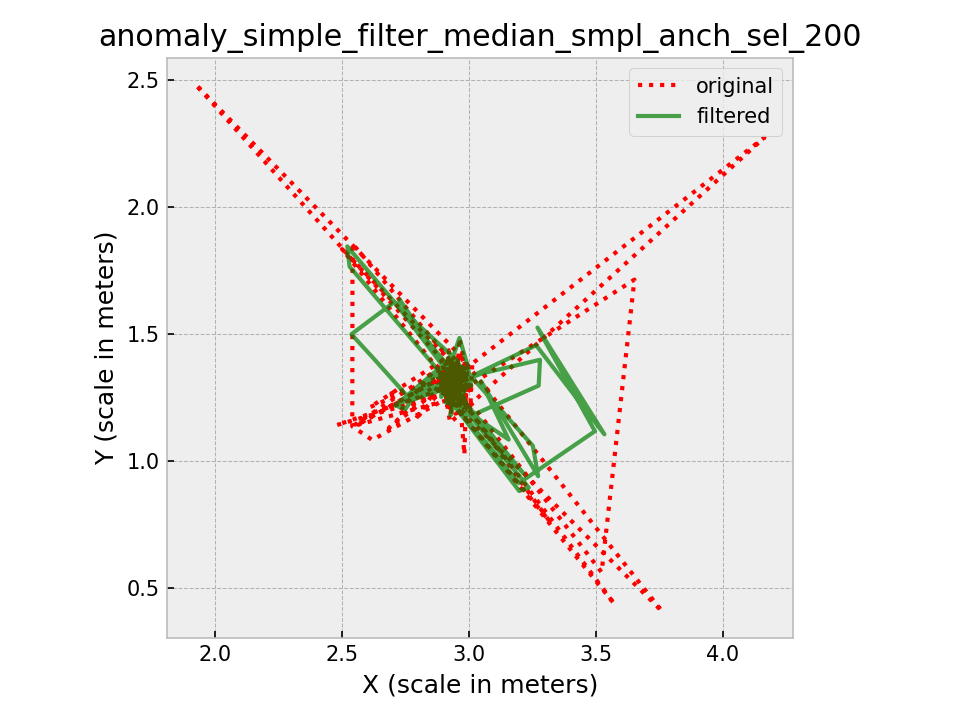 anomaly_simple_filter_median_smpl_anch_sel_200
original
filtered
2.5
2.0
1.5
1.0
0.5
Y (scale in meters)
2.0 2.5 3.0 3.5 4.0
X (scale in meters)